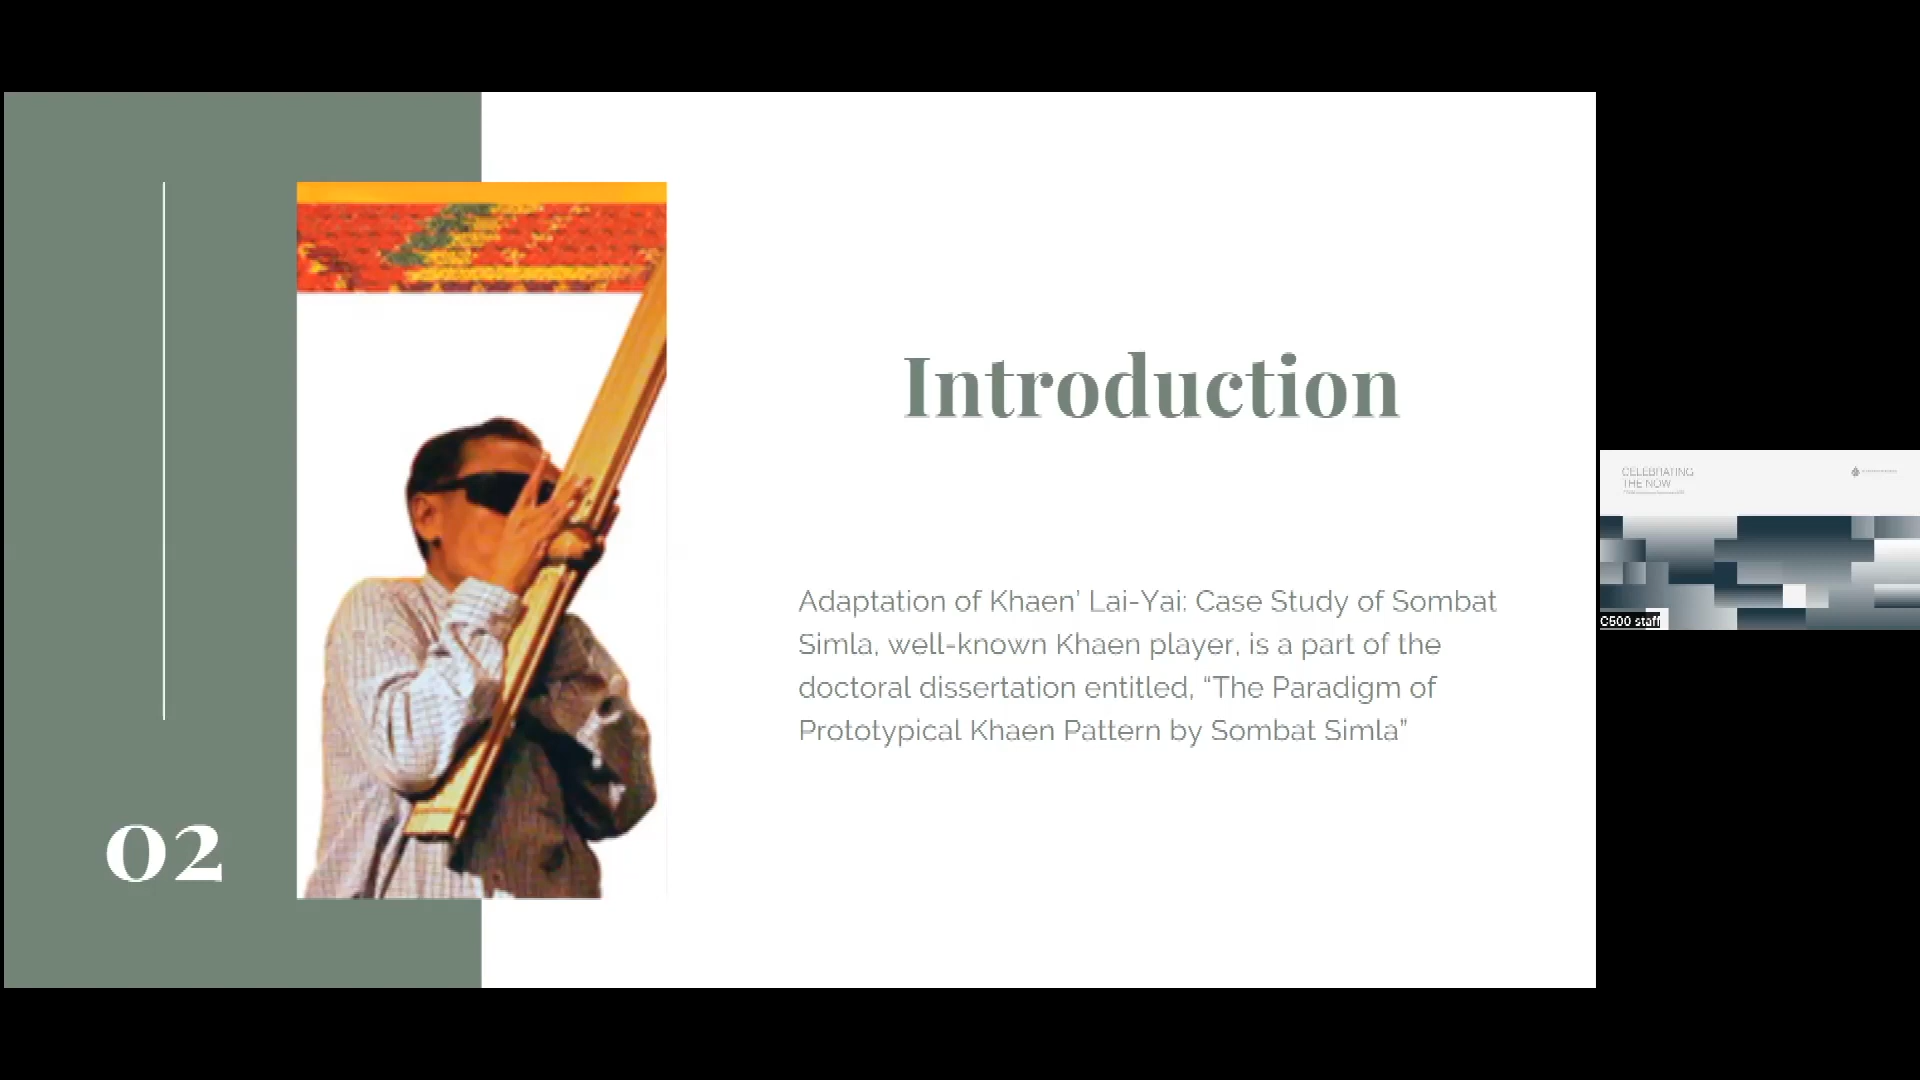 Introduction
Adaptation of Khaen’ Lai-Yai: Case Study of Sombat
Simla, well-known Khaen player, is a part of the
doctoral dissertation entitled, “The Paradigm of
Prototypical Khaen Pattern by Sombat Simla”
02
CELEBRATING
THE NOW
C500 staff